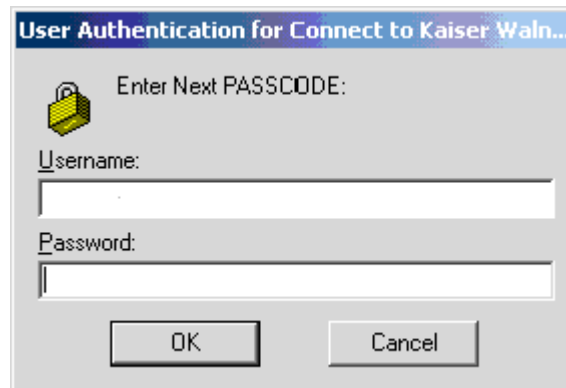 User Authentication for Connect to Kaiser Waln...
Enter Next PASSCODE:
Username:
Password:
OK Cancel